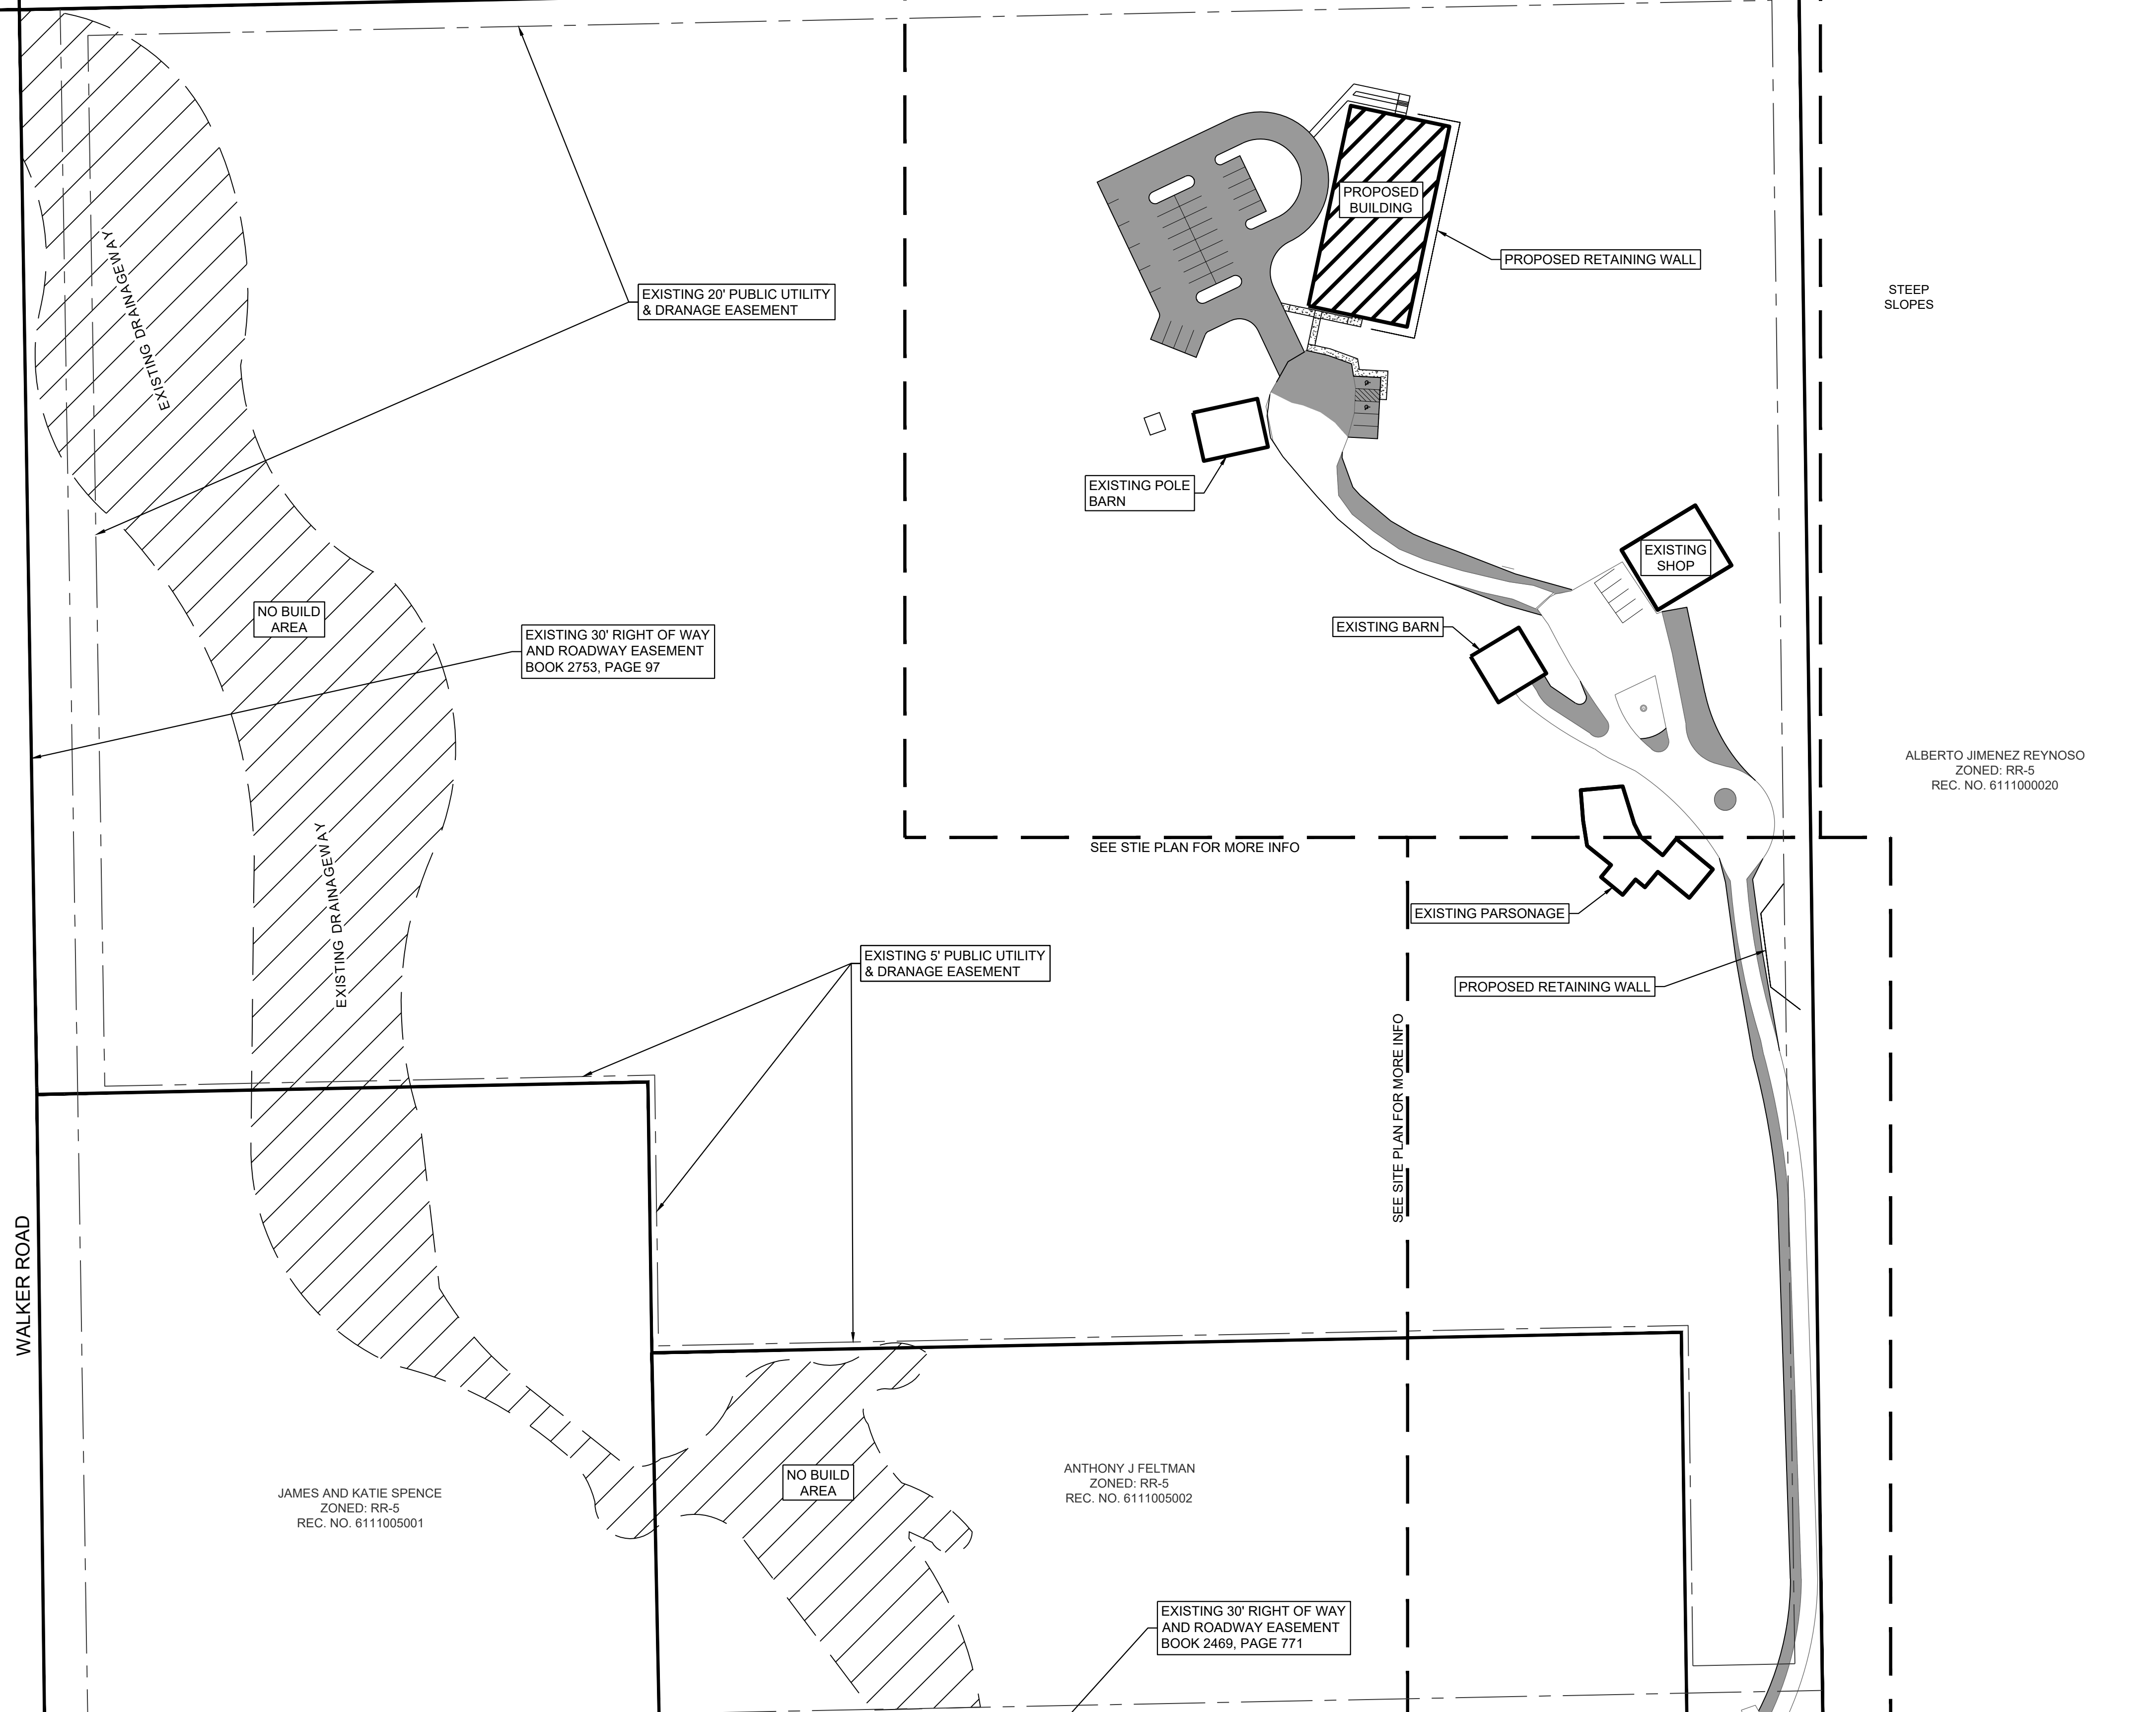 PROPOSED
BUILDING
PROPOSED RETAINING WALL
EXISTING DRAINAGEWAY
EXISTING 20' PUBLIC UTILITY
& DRANAGE EASEMENT
STEEP
SLOPES
EXISTING POLE
BARN
EXISTING
SHOP
NO BUILD
AREA
EXISTING 30' RIGHT OF WAY
AND ROADWAY EASEMENT
BOOK 2753, PAGE 97
EXISTING BARN
ALBERTO JIMENEZ REYNOSO
ZONED: RR-5
REC. NO. 6111000020
SEE STIE PLAN FOR MORE INFO
EXISTING DRAINAGEWAY
EXISTING PARSONAGE
EXISTING 5' PUBLIC UTILITY
& DRANAGE EASEMENT
PROPOSED RETAINING WALL
SEE SITE PLAN FOR MORE INFO
WALKER ROAD
NO BUILD
AREA
ANTHONY J FELTMAN
ZONED: RR-5
REC. NO. 6111005002
JAMES AND KATIE SPENCE
ZONED: RR-5
REC. NO. 6111005001
EXISTING 30' RIGHT OF WAY
AND ROADWAY EASEMENT
BOOK 2469, PAGE 771